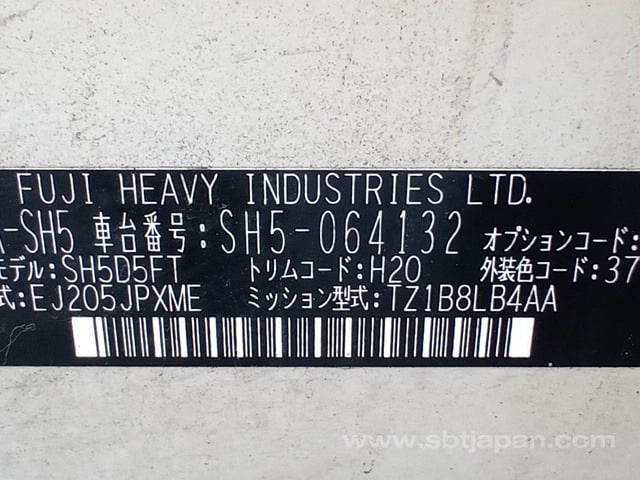 FUJI HEAVY INDUSTRIES LTD.
-SH5 車台番号:SH5-064132 オプションコード:
モデル:SH5D5FT トリムコード:H20 外装色コード:37
式:EJ205JPXME ミッション型式:TZ1B8LB4AA
www.sbtjapan.com